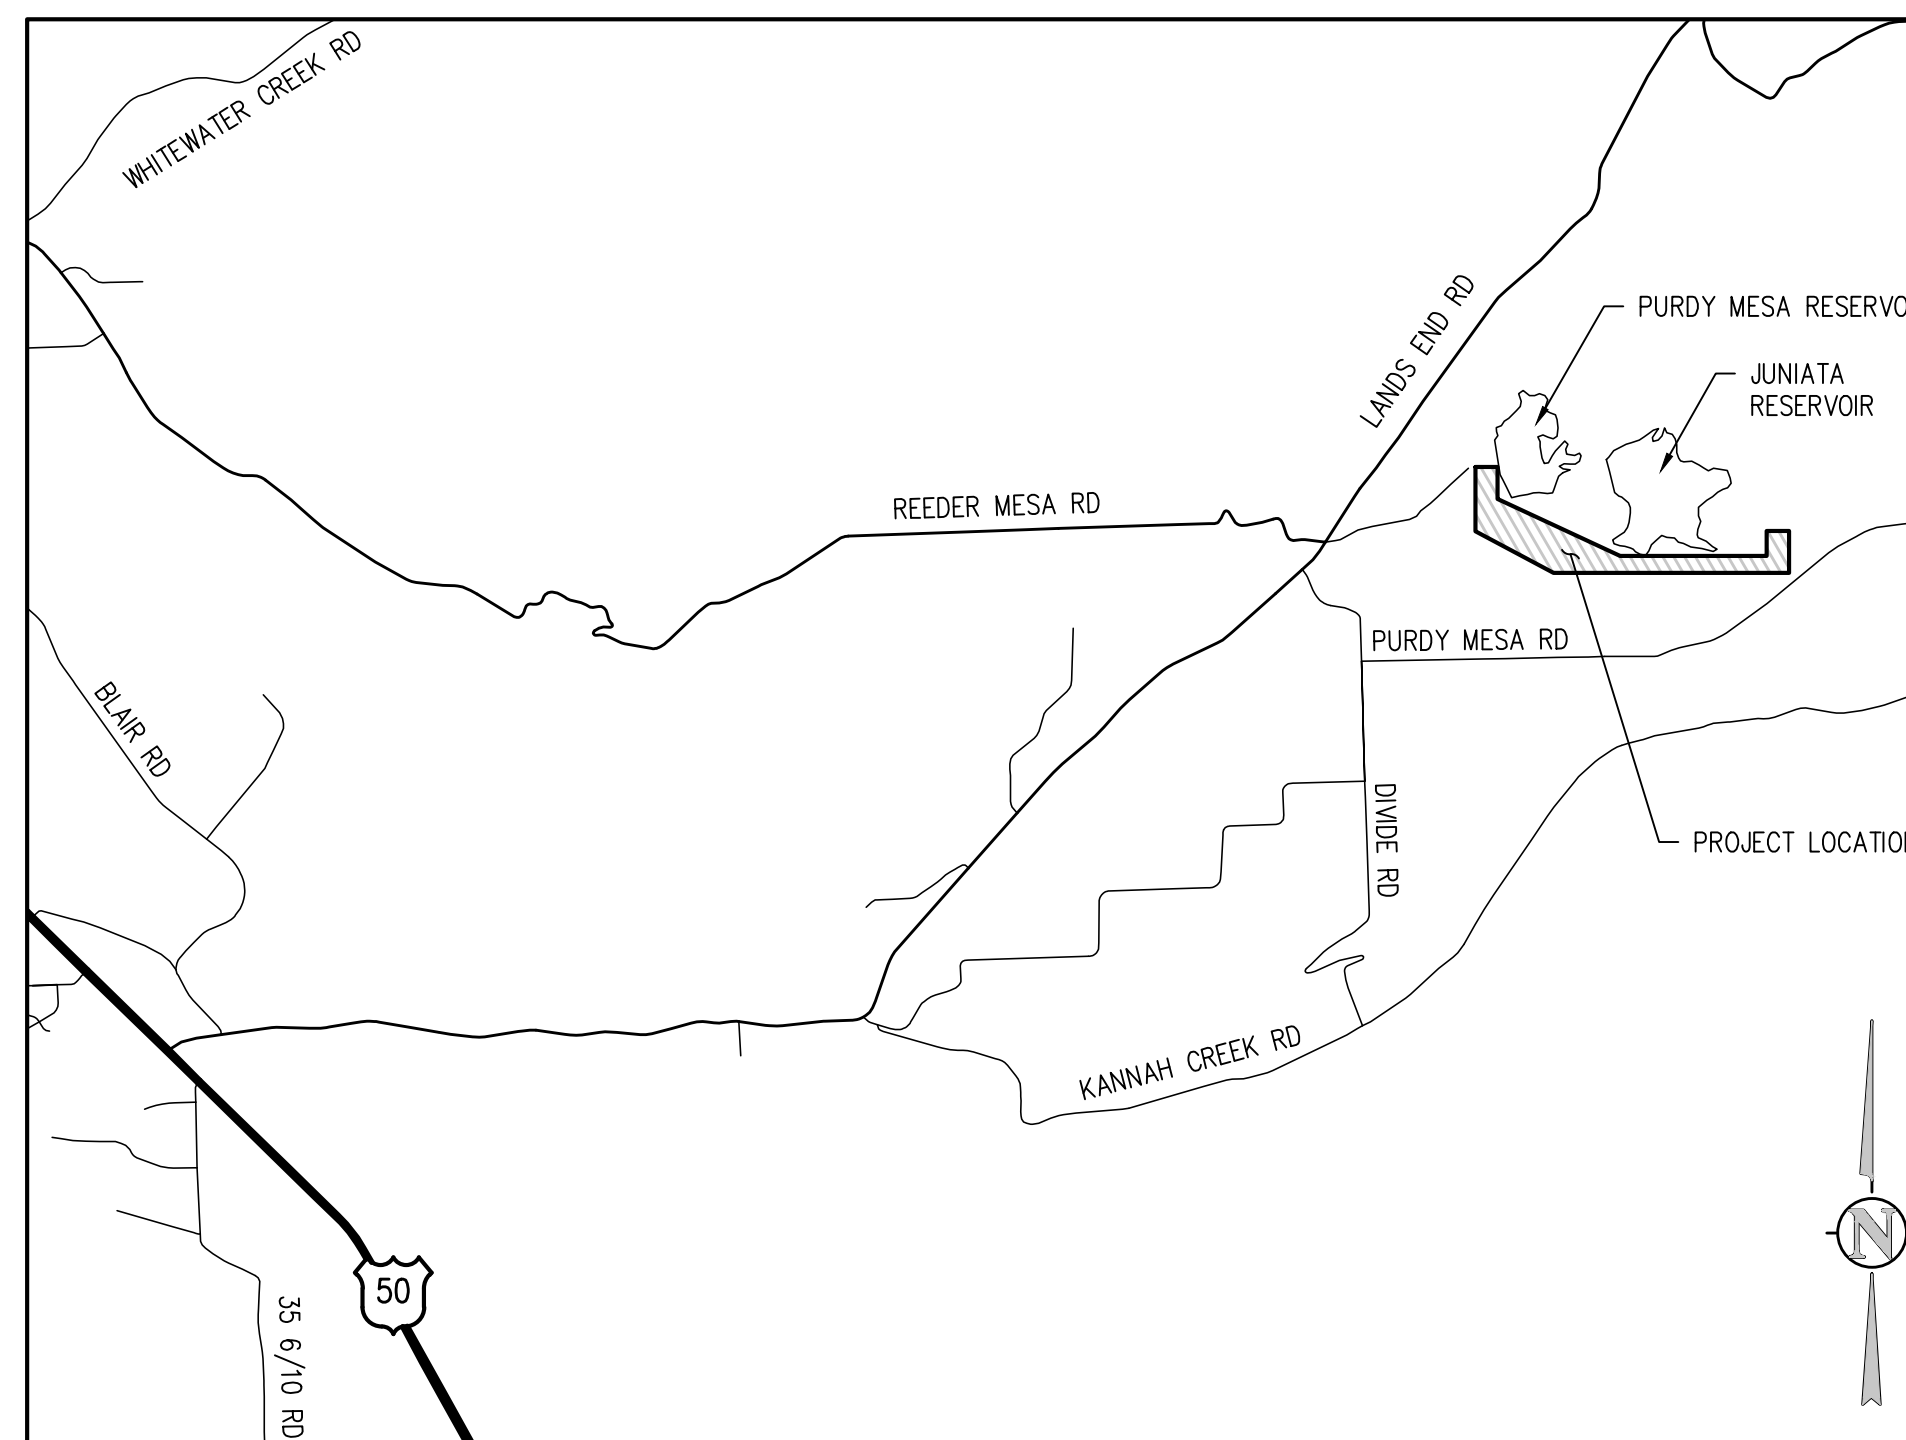 WHITEWATER CREEK RD
LANDS END RD
PURDY MESA RESERVO
JUNIATA
RESERVOIR
REEDER MESA RD
PURDY MESA RD
BLAIR RD
DIVIDE RD
PROJECT LOCATIO
KANNAH CREEK RD
N
50
35 6/10 RD